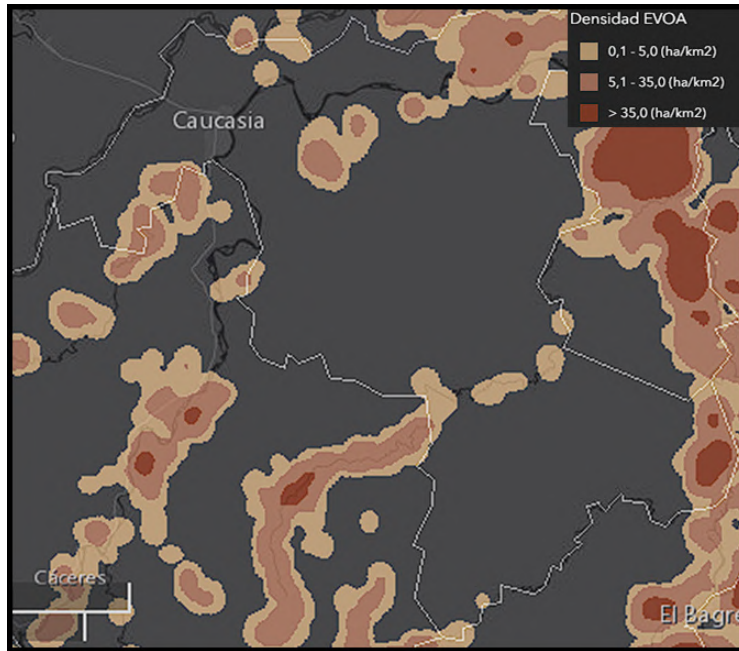 Densidad EVOA
0,1 - 5,0 (ha/km2)
5,1 - 35,0 (ha/km2)
> 35,0 (ha/km2)
Caucasia
Cáceres
El Bagre